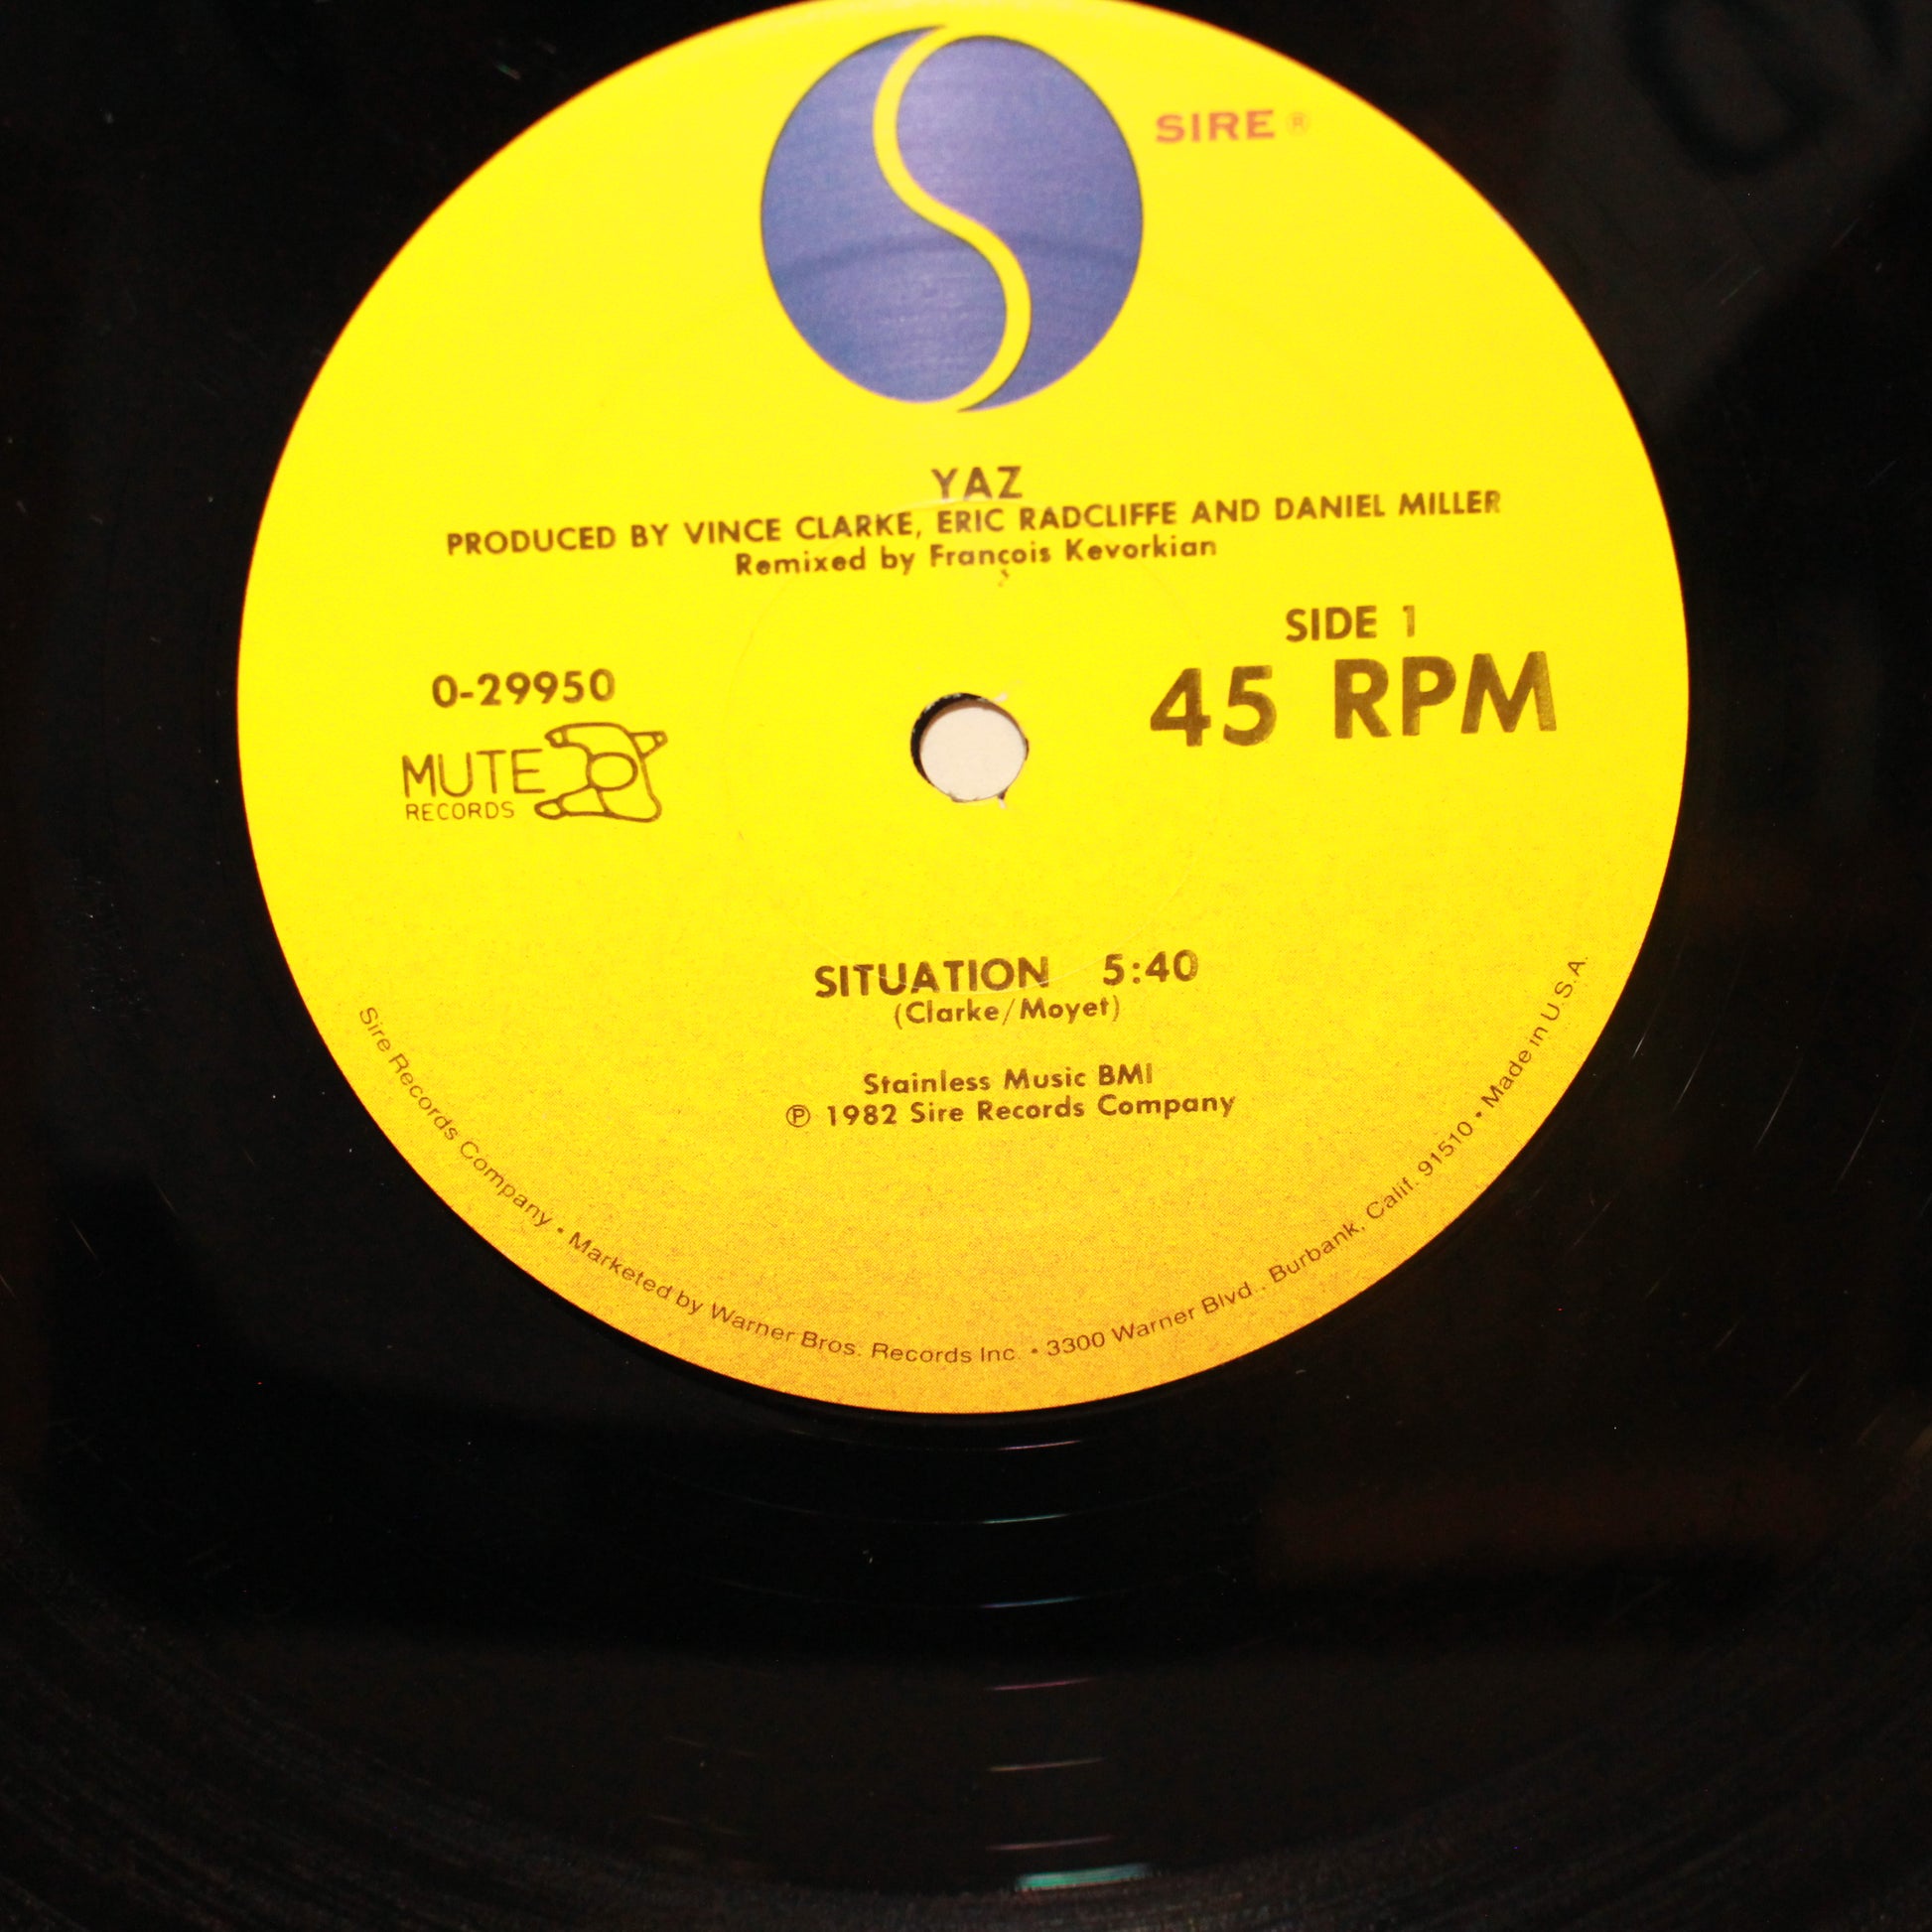 SIRE ®
YAZ
PRODUCED BY VINCE CLARKE, ERIC RADCLIFFE AND DANIEL MILLER
Remixed by François Kevorkian
SIDE 1
45 RPM
0-29950
MUTE
RECORDS
SITUATION 5:40
(Clarke/Moyet)
Stainless Music BMI
℗ 1982 Sire Records Company
Sire Records Company • Marketed by Warner Bros. Records Inc. • 3300 Warner Blvd., Burbank, Calif. 91510 • Made in U.S.A.